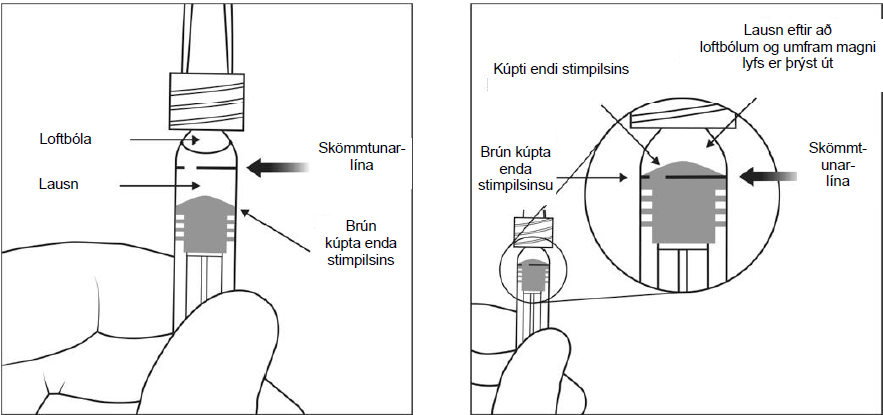 Loftbóla
Skömmtunar-
lína
Lausn
Brún
kúpta enda
stimpilsins
Lausn eftir að
loftbólum og umfram magni
lyfs er þrýst út
Kúpti endi stimpilsins
Brún kúpta
enda
stimpilsinsu
Skömmt-
unar-
lína